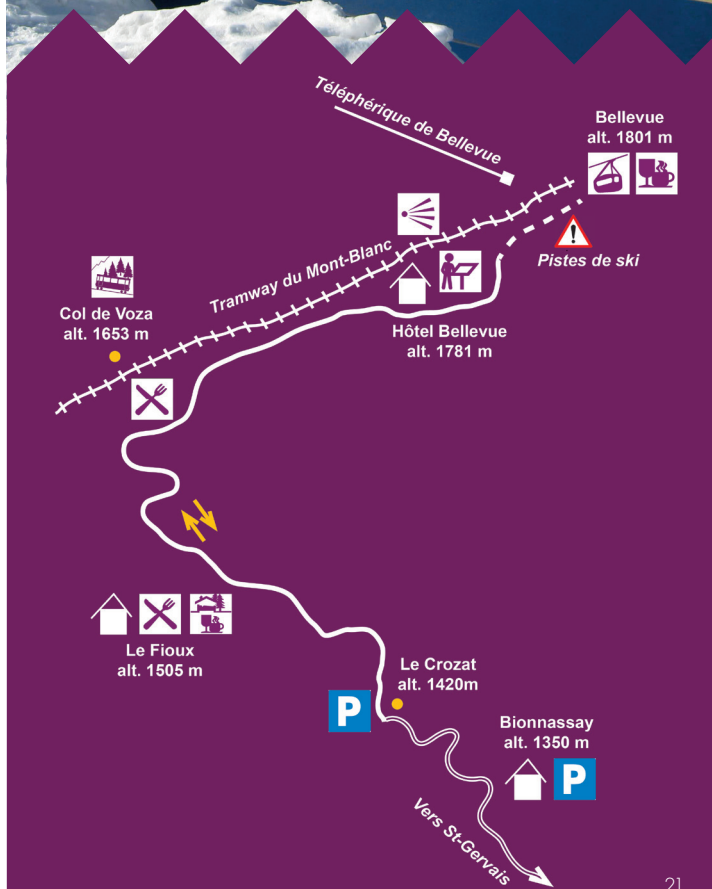 Téléphérique de Bellevue
Bellevue
alt. 1801 m
Pistes de ski
Tramway du Mont-Blanc
Col de Voza
alt. 1653 m
Hôtel Bellevue
alt. 1781 m
Le Fioux
alt. 1505 m
Le Crozat
alt. 1420m
P
Bionnassay
alt. 1350 m
P
Vers St-Gervais
21